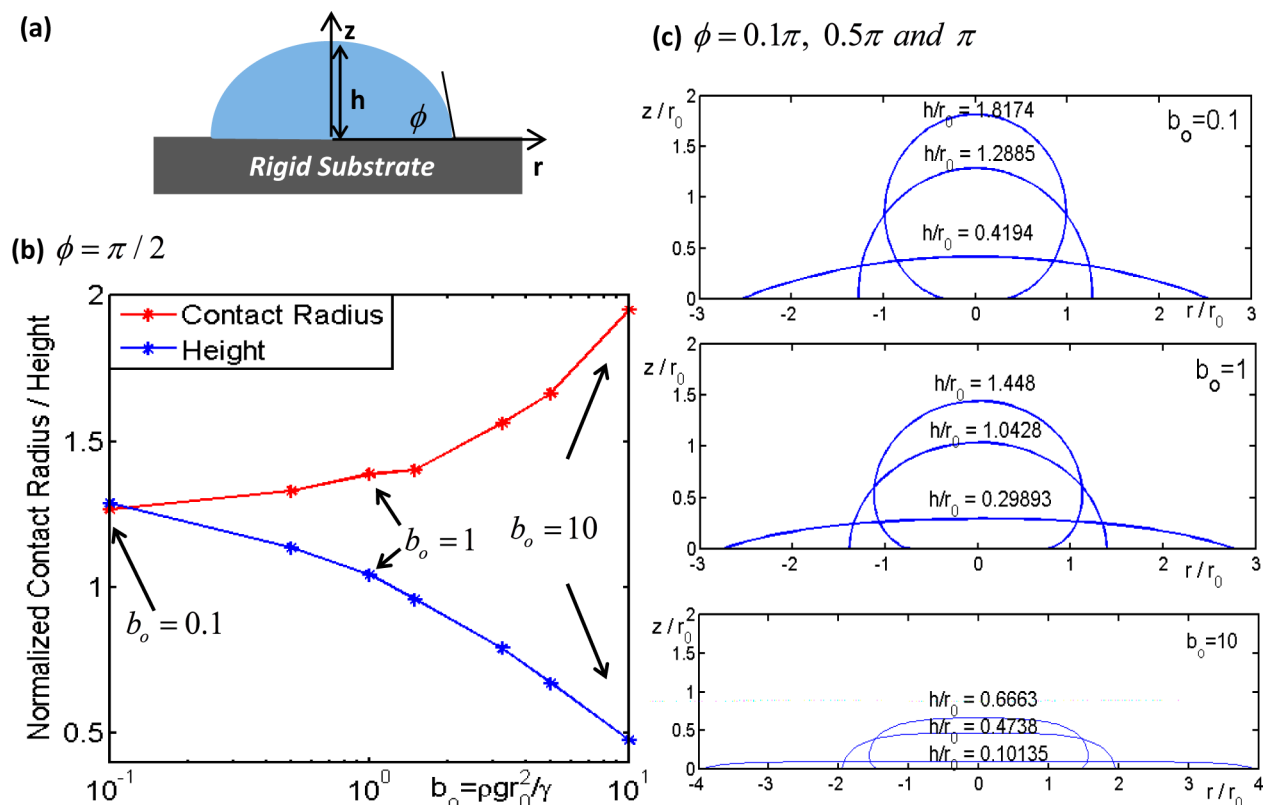 (a)
z
h
ϕ
Rigid Substrate
r
(b) ϕ = π / 2
2
1.5
1
0.5
Normalized Contact Radius / Height
Contact Radius
Height
b_o = 0.1
b_o = 1
b_o = 10
10^-1
10^0
10^1
b_o=ρgr_0^2/γ
(c) ϕ = 0.1π, 0.5π and π
z / r_0
b_o=0.1
h/r_0 = 1.8174
h/r_0 = 1.2885
h/r_0 = 0.4194
2
1.5
1
0.5
0
-3 -2 -1 0 1 2 3
r / r_0
z / r_0
b_o=1
h/r_0 = 1.448
h/r_0 = 1.0428
h/r_0 = 0.29893
2
1.5
1
0.5
0
-3 -2 -1 0 1 2 3
r / r_0
z / r_0
b_o=10
h/r_0 = 0.6663
h/r_0 = 0.4738
h/r_0 = 0.10135
2
1.5
1
0.5
0
-4 -3 -2 -1 0 1 2 3 4
r / r_0